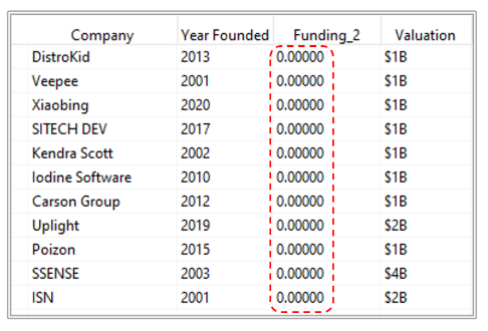 Company Year Founded Funding_2 Valuation
DistroKid 2013 0.00000 $1B
Veepee 2001 0.00000 $1B
Xiaobing 2020 0.00000 $1B
SITECH DEV 2017 0.00000 $1B
Kendra Scott 2002 0.00000 $1B
Iodine Software 2010 0.00000 $1B
Carson Group 2012 0.00000 $1B
Uplight 2019 0.00000 $2B
Poizon 2015 0.00000 $1B
SSENSE 2003 0.00000 $4B
ISN 2001 0.00000 $2B